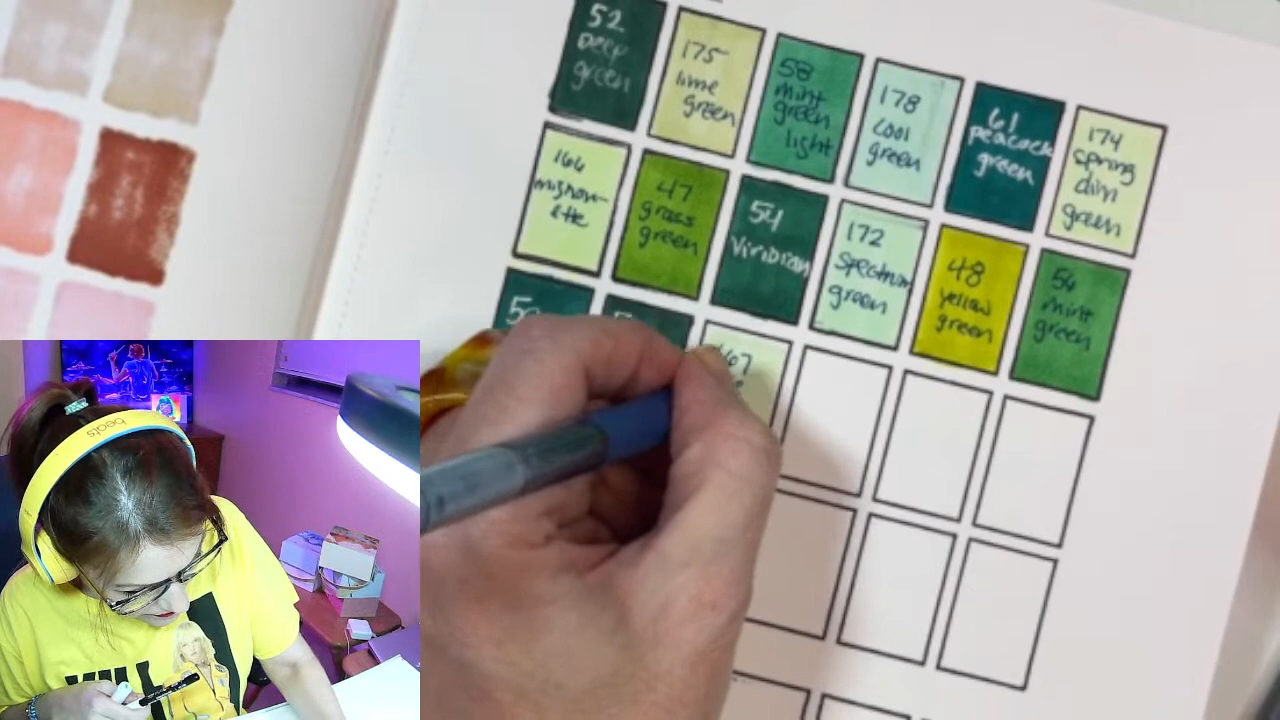 52
Deep
green
175
lime
green
58
mint
green
light
178
cool
green
61
peacock
green
174
spring
dim
green
166
mignon-
ette
47
grass
green
54
Viridian
172
Spectrum
green
48
yellow
green
56
mint
green
167
beats
KILL